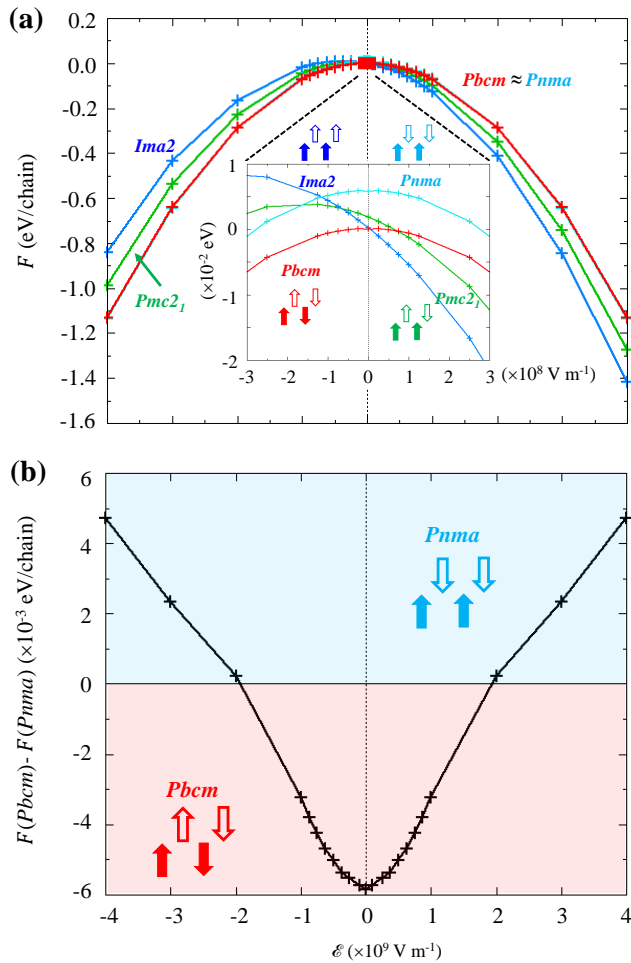 (a)
F (eV/chain)
0.2
0.0
-0.2
-0.4
-0.6
-0.8
-1.0
-1.2
-1.4
-1.6
Pbcm ≈ Pnma
Ima2
Pmc2₁
(×10⁻² eV)
1
0
-1
-2
Ima2
Pnma
Pbcm
Pmc2₁
-3 -2 -1 0 1 2 3
(×10⁸ V m⁻¹)
(b)
F(Pbcm)- F(Pnma) (×10⁻³ eV/chain)
6
4
2
0
-2
-4
-6
Pnma
Pbcm
-4 -3 -2 -1 0 1 2 3 4
ℰ (×10⁹ V m⁻¹)